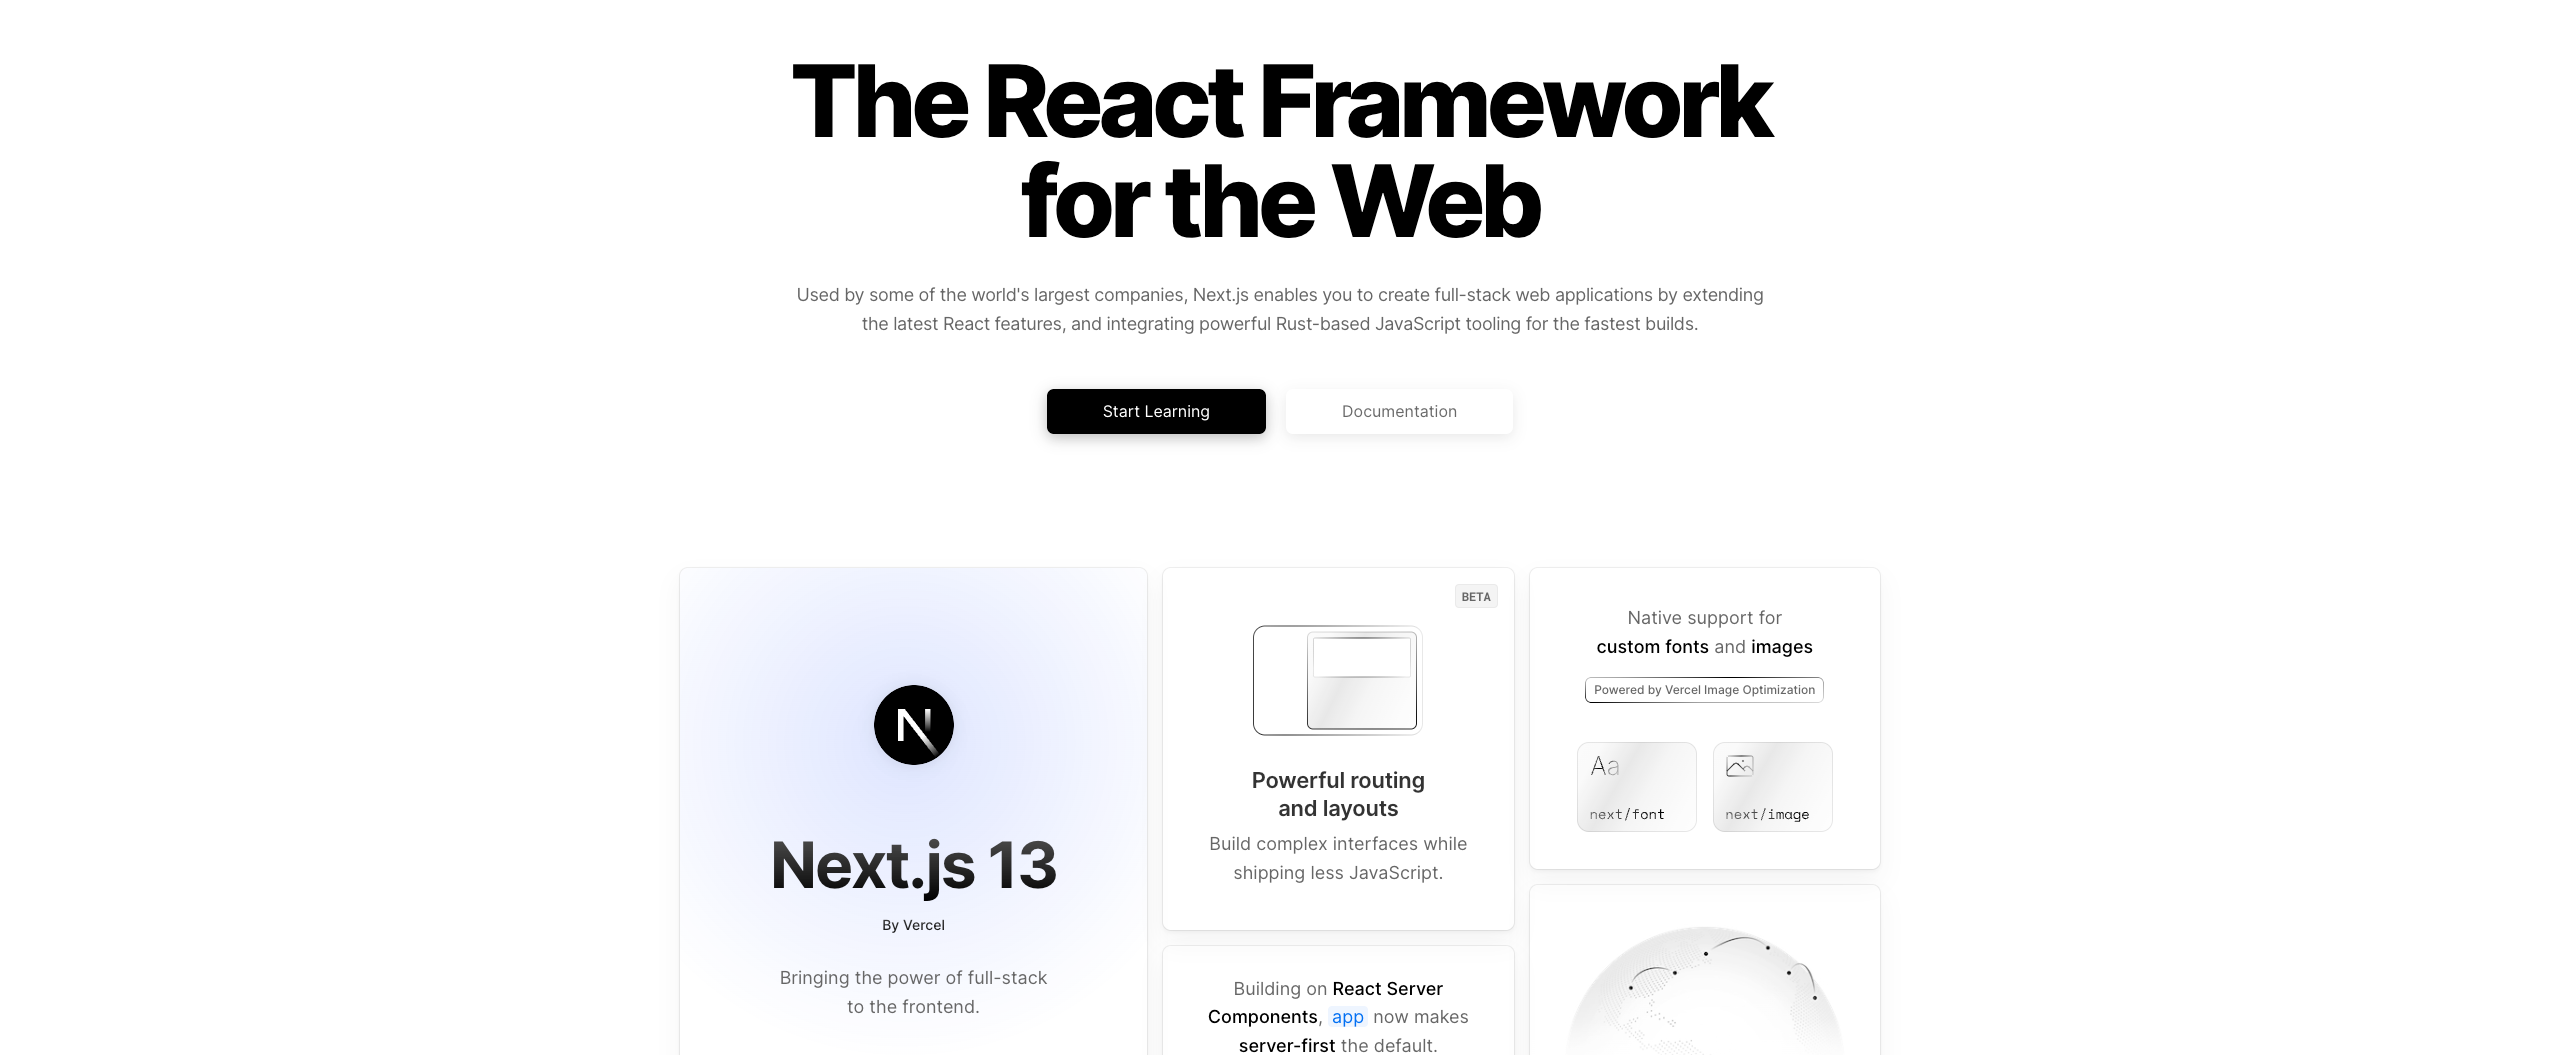 The React Framework
for the Web
Used by some of the world's largest companies, Next.js enables you to create full-stack web applications by extending
the latest React features, and integrating powerful Rust-based JavaScript tooling for the fastest builds.
Start Learning
Documentation
N
Next.js 13
By Vercel
Bringing the power of full-stack
to the frontend.
BETA
Powerful routing
and layouts
Build complex interfaces while
shipping less JavaScript.
Building on React Server
Components, app now makes
server-first the default.
Native support for
custom fonts and images
Powered by Vercel Image Optimization
Aa
next/font
next/image